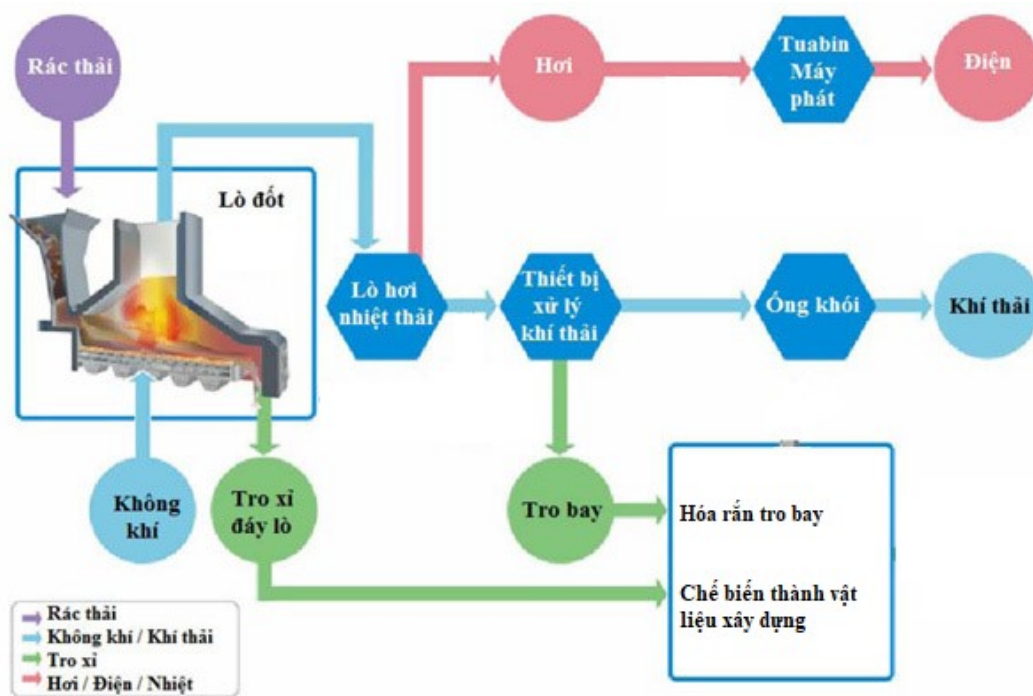 Rác thải
Hơi
Tuabin
Máy
phát
Điện
Lò đốt
Lò hơi
nhiệt thải
Thiết bị
xử lý
khí thải
Ống khói
Khí thải
Không
khí
Tro xỉ
đáy lò
Tro bay
Hóa rắn tro bay
Chế biến thành vật
liệu xây dựng
Rác thải
Không khí / Khí thải
Tro xỉ
Hơi / Điện / Nhiệt